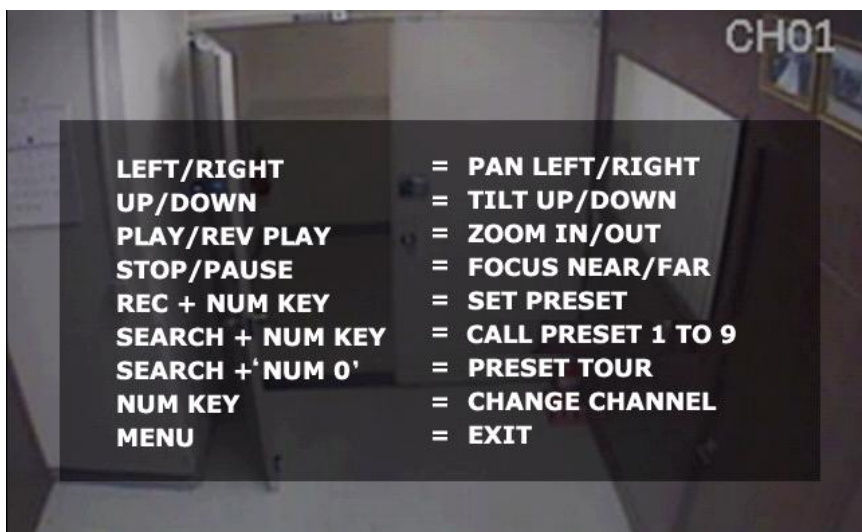 CH01
LEFT/RIGHT = PAN LEFT/RIGHT
UP/DOWN = TILT UP/DOWN
PLAY/REV PLAY = ZOOM IN/OUT
STOP/PAUSE = FOCUS NEAR/FAR
REC + NUM KEY = SET PRESET
SEARCH + NUM KEY = CALL PRESET 1 TO 9
SEARCH +‘NUM 0' = PRESET TOUR
NUM KEY = CHANGE CHANNEL
MENU = EXIT